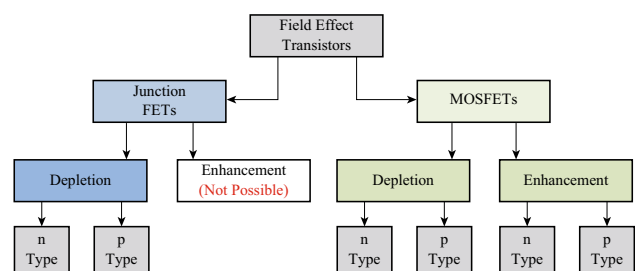 Field Effect
Transistors
Junction
FETs
MOSFETs
Depletion
Enhancement
(Not Possible)
Depletion
Enhancement
n
Type
p
Type
n
Type
p
Type
n
Type
p
Type